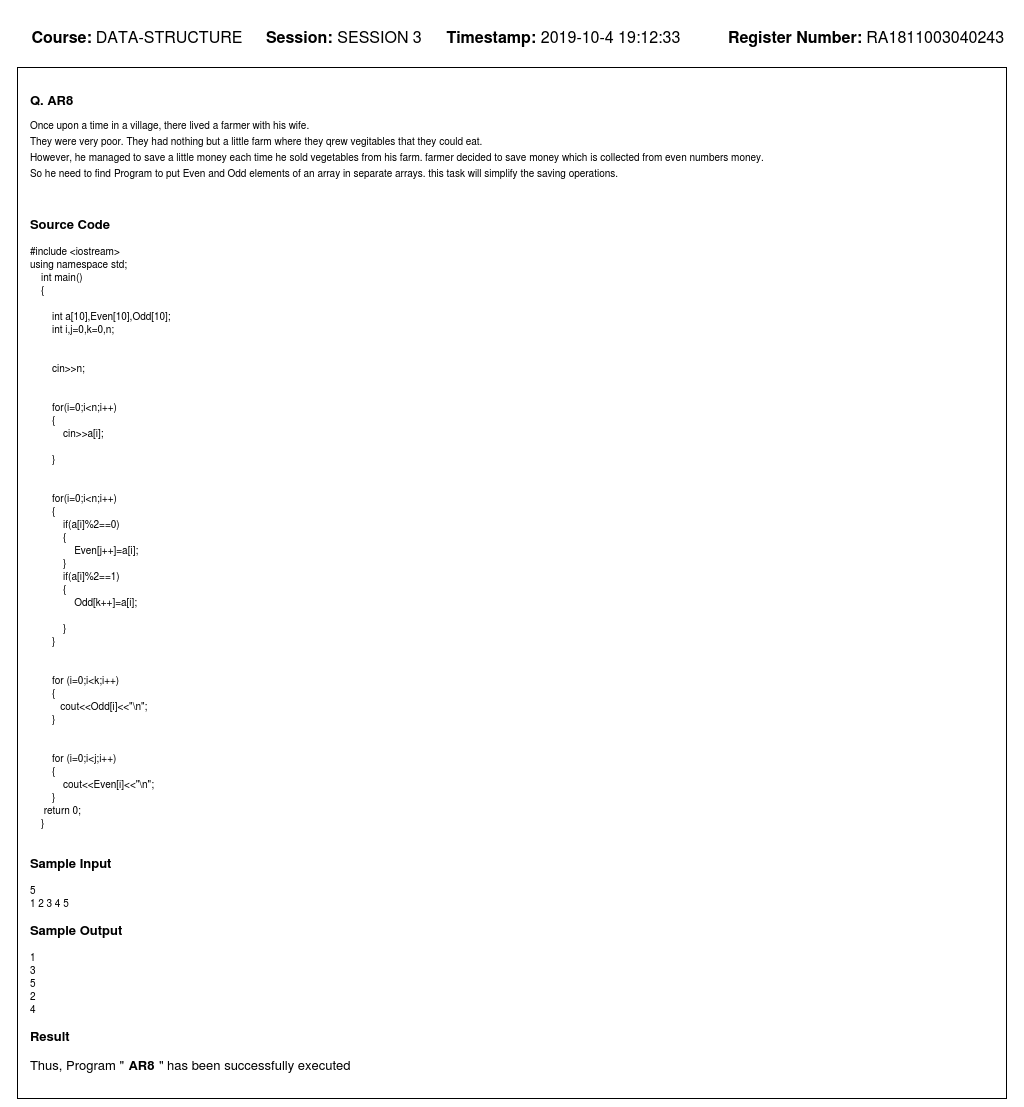 Course: DATA-STRUCTURE Session: SESSION 3 Timestamp: 2019-10-4 19:12:33 Register Number: RA1811003040243
Q. AR8
Once upon a time in a village, there lived a farmer with his wife.
They were very poor. They had nothing but a little farm where they qrew vegitables that they could eat.
However, he managed to save a little money each time he sold vegetables from his farm. farmer decided to save money which is collected from even numbers money.
So he need to find Program to put Even and Odd elements of an array in separate arrays. this task will simplify the saving operations.
Source Code
#include <iostream>
using namespace std;
int main()
{
int a[10],Even[10],Odd[10];
int i,j=0,k=0,n;
cin>>n;
for(i=0;i<n;i++)
{
cin>>a[i];
}
for(i=0;i<n;i++)
{
if(a[i]%2==0)
{
Even[j++]=a[i];
}
if(a[i]%2==1)
{
Odd[k++]=a[i];
}
}
for (i=0;i<k;i++)
{
cout<<Odd[i]<<"\n";
}
for (i=0;i<j;i++)
{
cout<<Even[i]<<"\n";
}
return 0;
}
Sample Input
5
1 2 3 4 5
Sample Output
1
3
5
2
4
Result
Thus, Program " AR8 " has been successfully executed